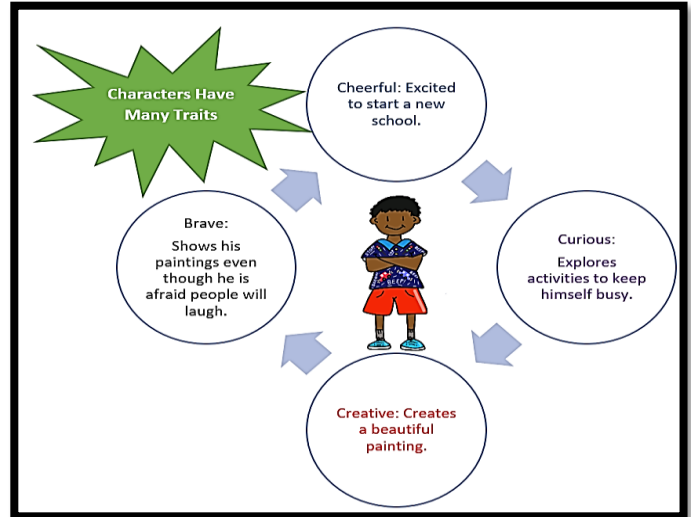 Characters Have
Many Traits
Cheerful: Excited
to start a new
school.
Curious:
Explores
activities to keep
himself busy.
Creative: Creates
a beautiful
painting.
Brave:
Shows his
paintings even
though he is
afraid people will
laugh.